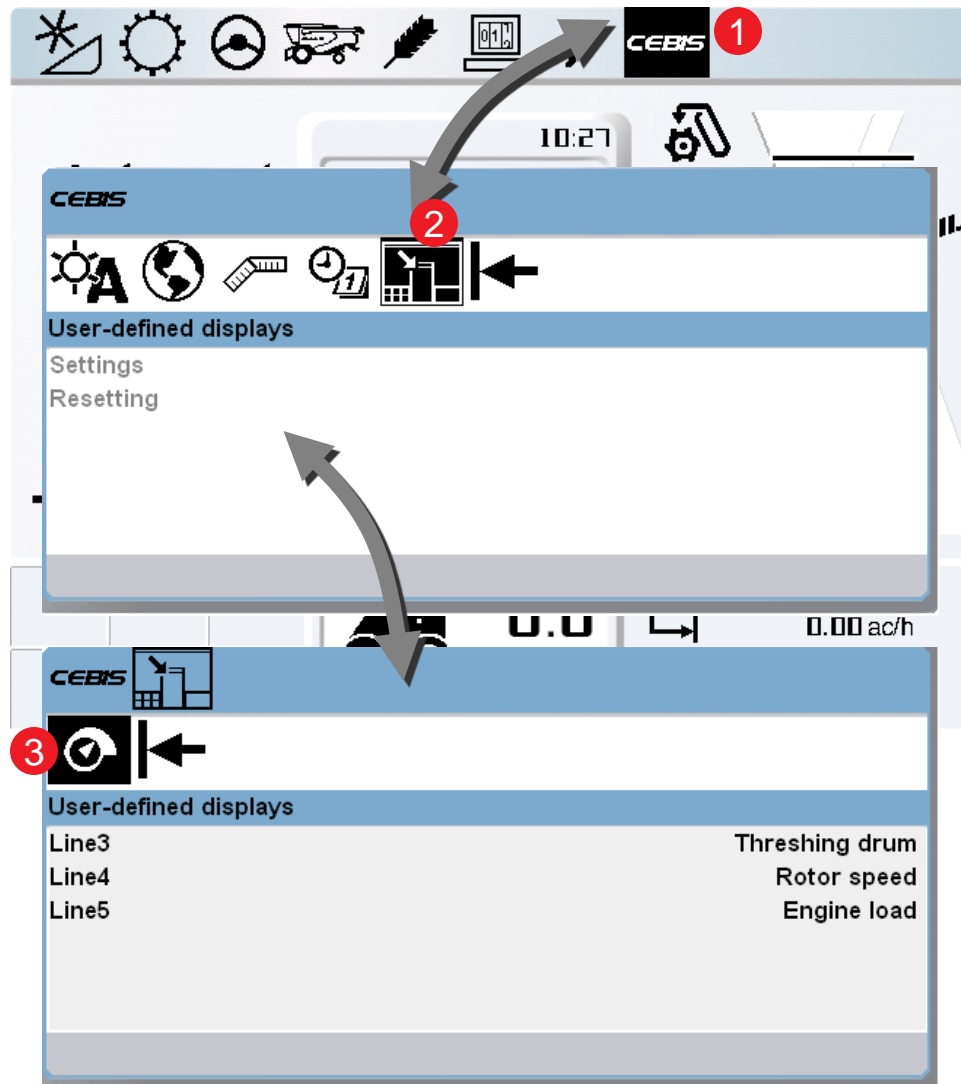 CEBIS 1
10:27
CEBIS
2
A 1
User-defined displays
Settings
Resetting
0.00 ac/h
CEBIS
3
User-defined displays
Line3 Threshing drum
Line4 Rotor speed
Line5 Engine load